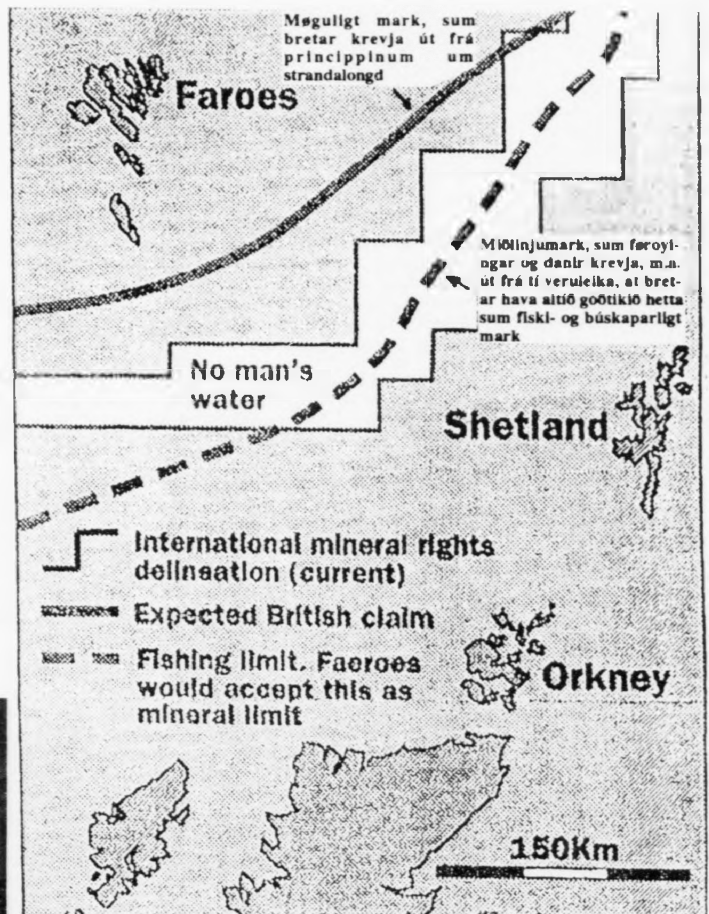 Møguligt mark, sum
bretar krevja út frá
princippinum um
strandalongd
Faroes
Miðlinjumark, sum føroyi-
ngar og danir krevja, m.a.
út frá tí veruleika, at bret-
ar hava altíð góðtikið hetta
sum fiski- og búskaparligt
mark
No man's
water
Shetland
International mineral rights
delineation (current)
Expected British claim
Fishing limit. Faeroes
would accept this as
mineral limit
Orkney
150Km